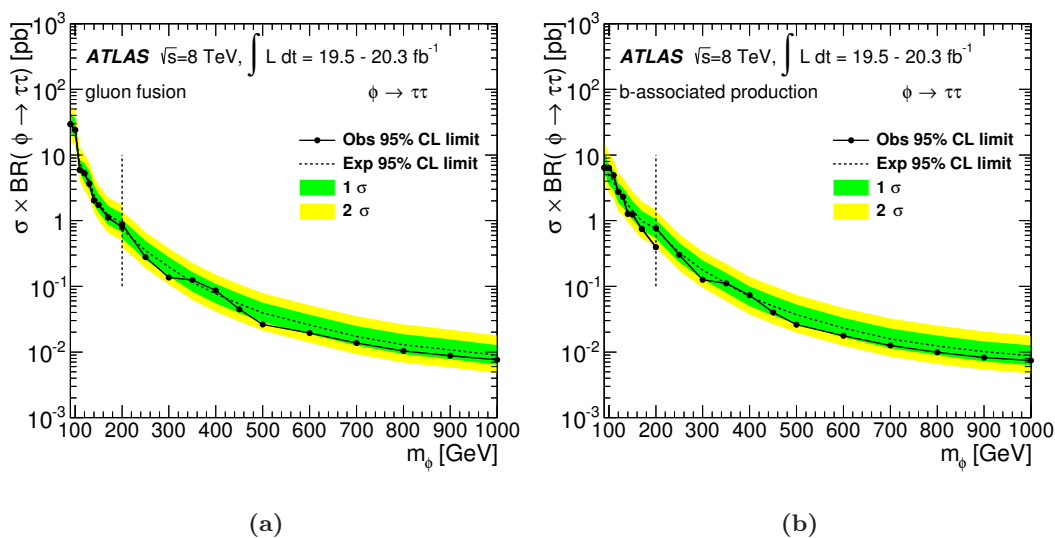 σ × BR( ϕ → ττ) [pb]
10³
10²
10
1
10⁻¹
10⁻²
10⁻³
ATLAS √s=8 TeV, ∫ L dt = 19.5 - 20.3 fb⁻¹
gluon fusion ϕ → ττ
Obs 95% CL limit
Exp 95% CL limit
1 σ
2 σ
100 200 300 400 500 600 700 800 900 1000
m_ϕ [GeV]
(a)
σ × BR( ϕ → ττ) [pb]
10³
10²
10
1
10⁻¹
10⁻²
10⁻³
ATLAS √s=8 TeV, ∫ L dt = 19.5 - 20.3 fb⁻¹
b-associated production ϕ → ττ
Obs 95% CL limit
Exp 95% CL limit
1 σ
2 σ
100 200 300 400 500 600 700 800 900 1000
m_ϕ [GeV]
(b)